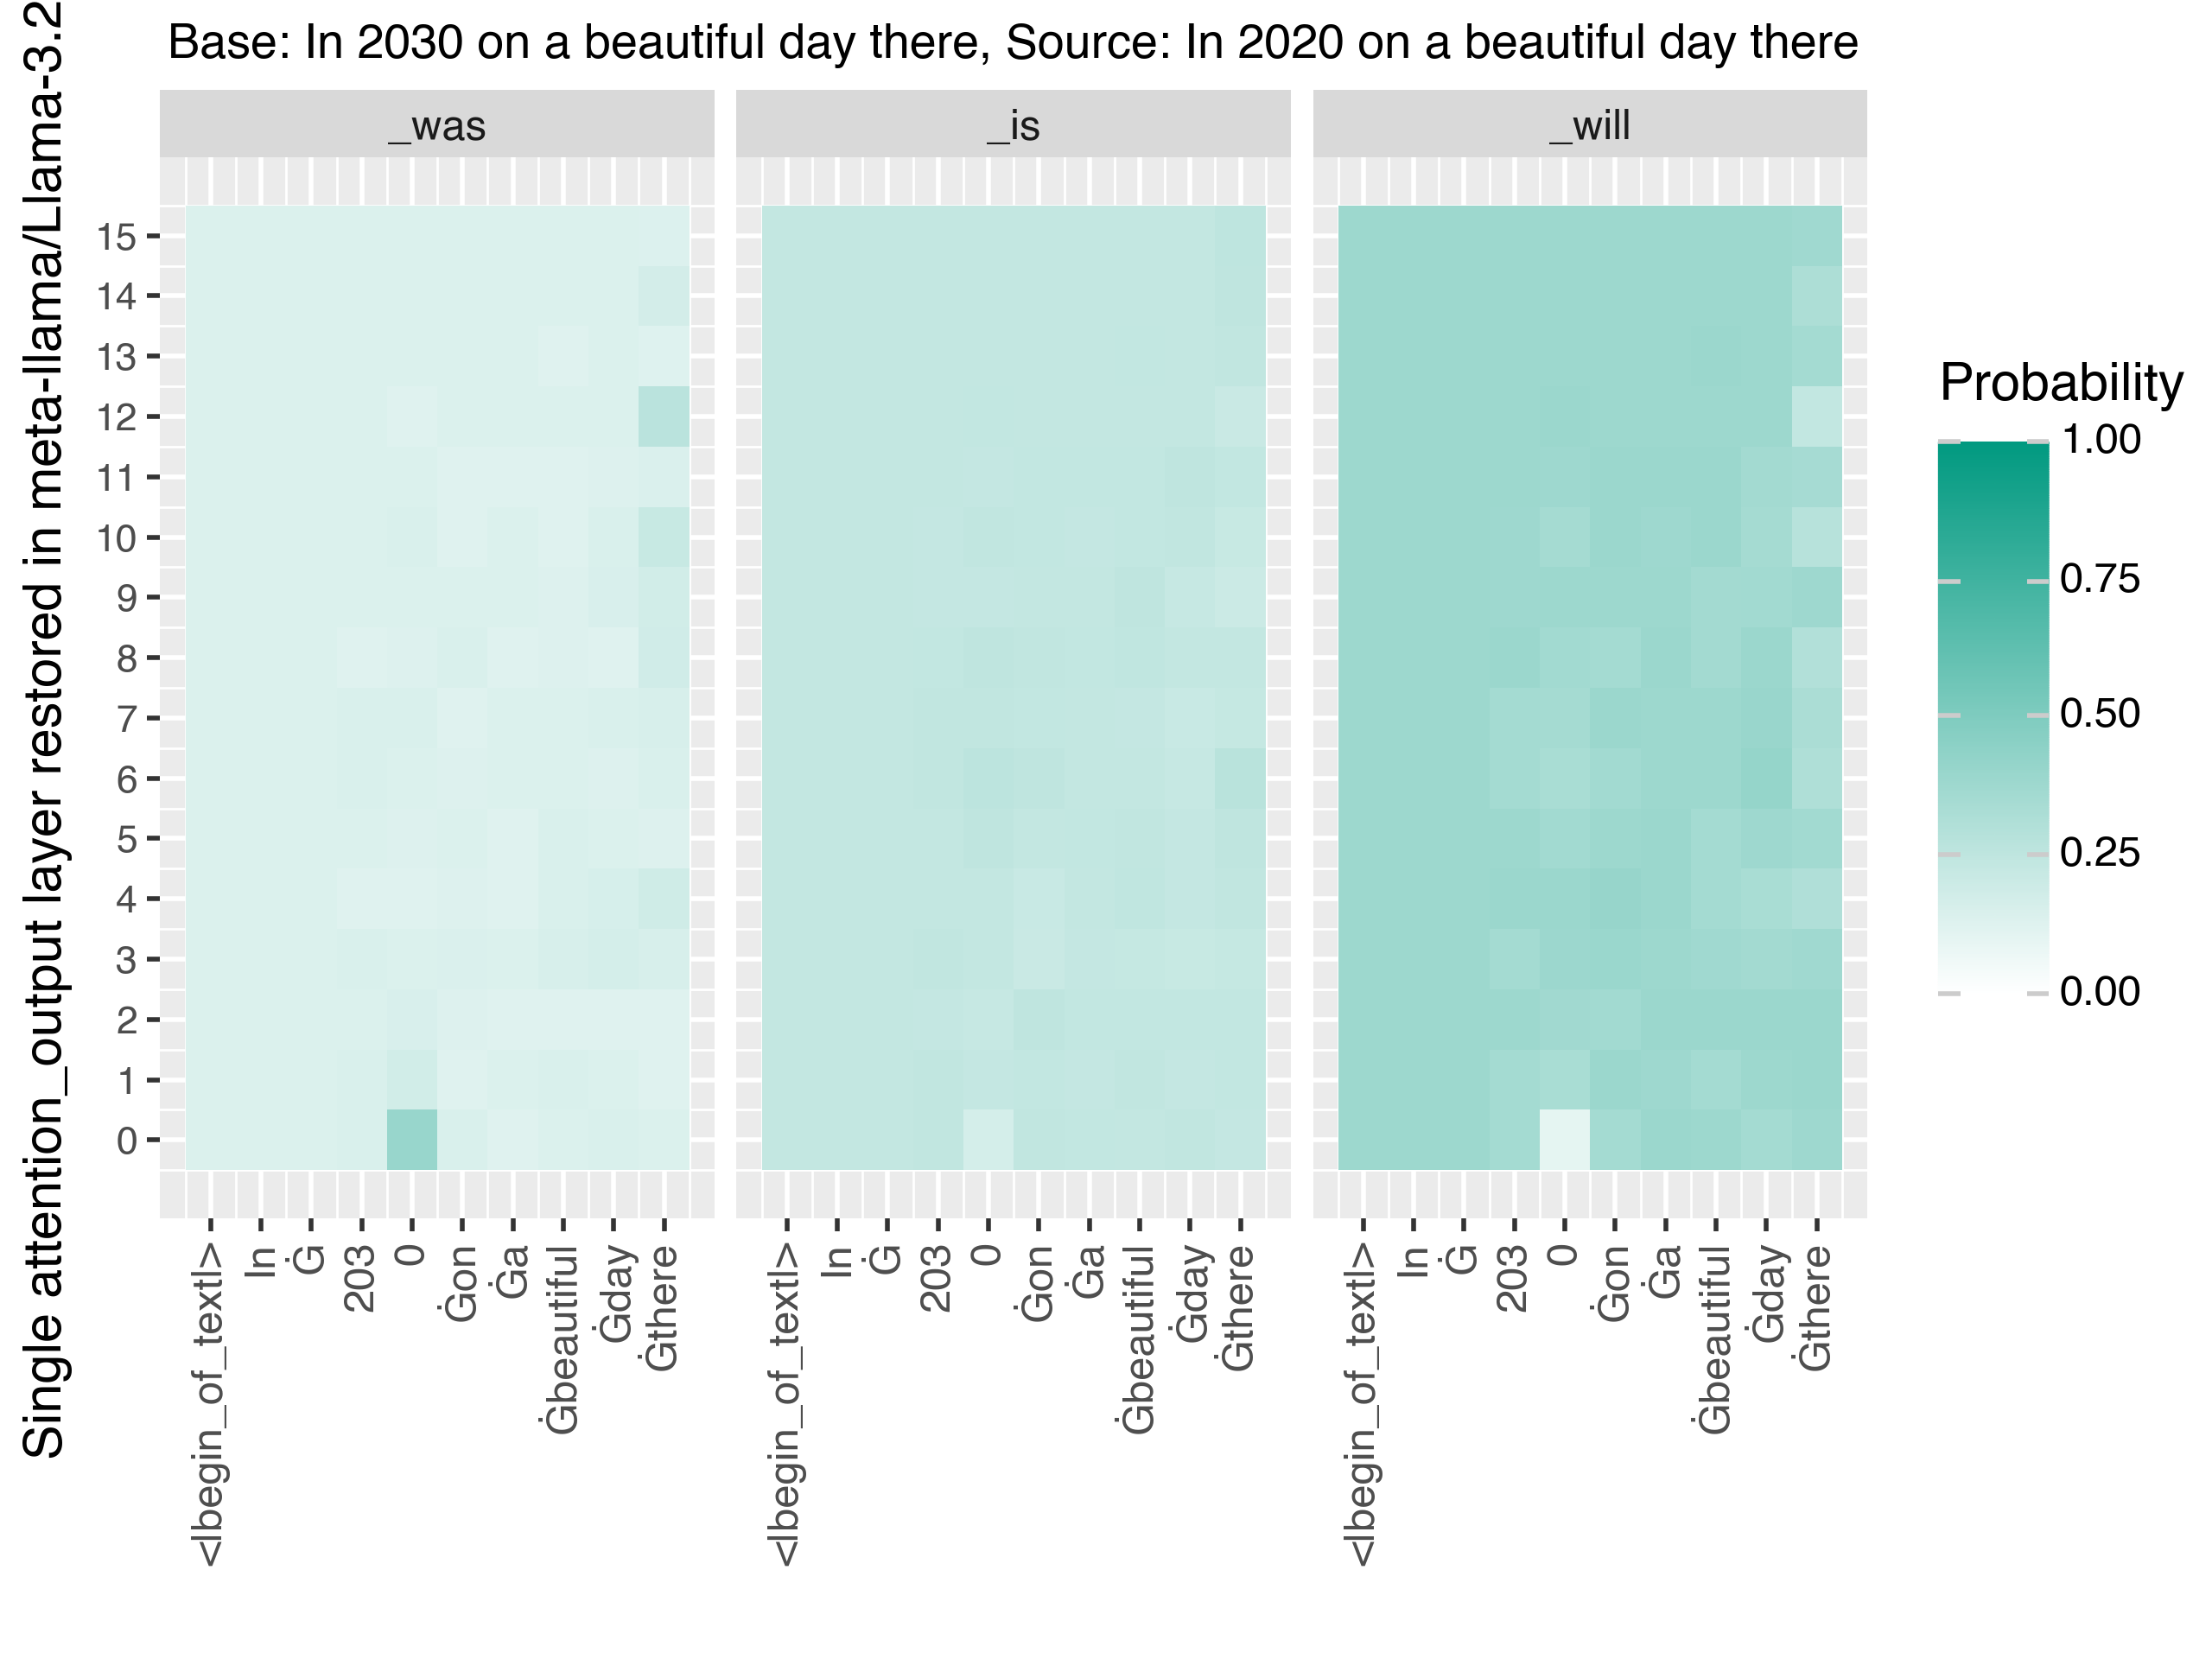 Base: In 2030 on a beautiful day there, Source: In 2020 on a beautiful day there
Single attention_output layer restored in meta-llama/Llama-3.2
_was
_is
_will
15
14
13
12
11
10
9
8
7
6
5
4
3
2
1
0
<|begin_of_text|>
In
Ġ
203
0
Ġon
Ġa
Ġbeautiful
Ġday
Ġthere
<|begin_of_text|>
In
Ġ
203
0
Ġon
Ġa
Ġbeautiful
Ġday
Ġthere
<|begin_of_text|>
In
Ġ
203
0
Ġon
Ġa
Ġbeautiful
Ġday
Ġthere
Probability
1.00
0.75
0.50
0.25
0.00